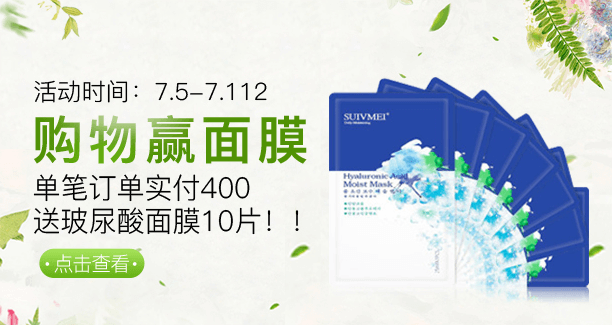 活动时间：7.5-7.112
购物赢面膜
单笔订单实付400
送玻尿酸面膜10片！！
点击查看
SUIVMEI
Hyaluronic Acid
Moist Mask